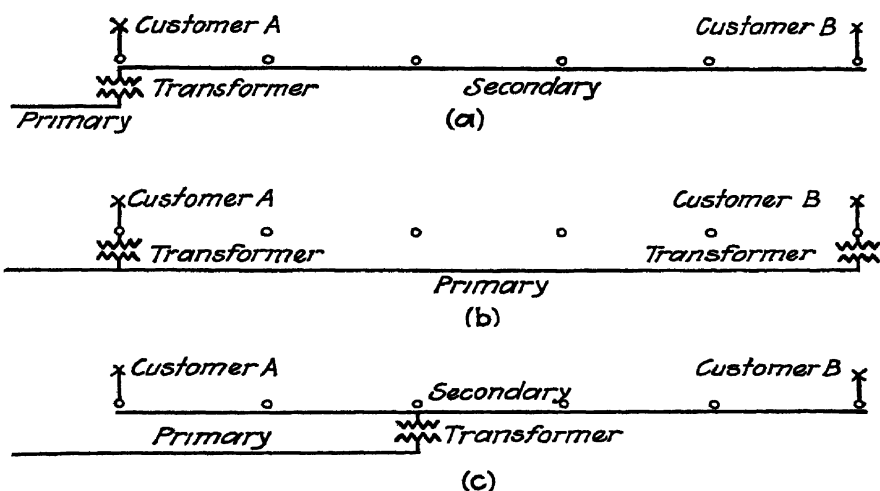 Customer A Customer B
Transformer Secondary
Primary (a)
Customer A Customer B
Transformer Transformer
Primary
(b)
Customer A Customer B
Secondary
Primary Transformer
(c)